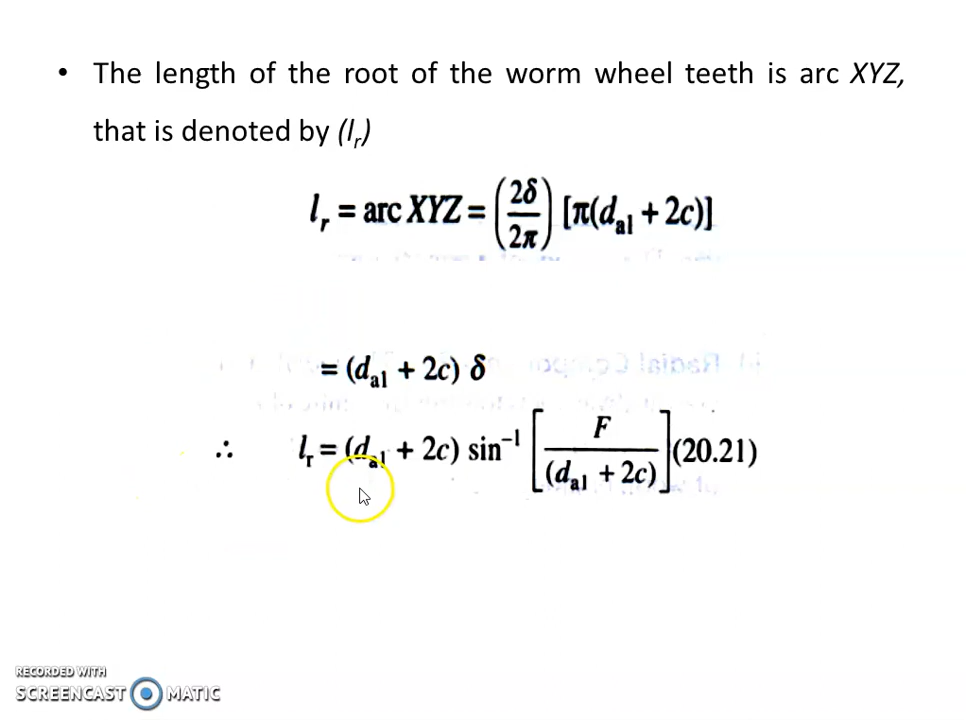 • The length of the root of the worm wheel teeth is arc XYZ,
that is denoted by (lr)
lr = arc XYZ = (2δ/2π) [π(da1 + 2c)]
= (da1 + 2c) δ
∴ lr = (da1 + 2c) sin⁻¹ [F/(da1 + 2c)] (20.21)
RECORDED WITH
SCREENCAST MATIC